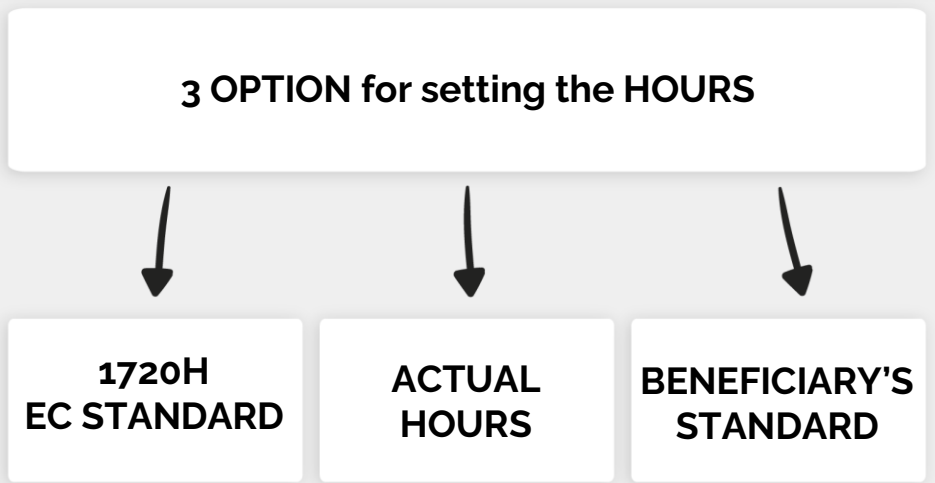 3 OPTION for setting the HOURS
1720H
EC STANDARD
ACTUAL
HOURS
BENEFICIARY’S
STANDARD